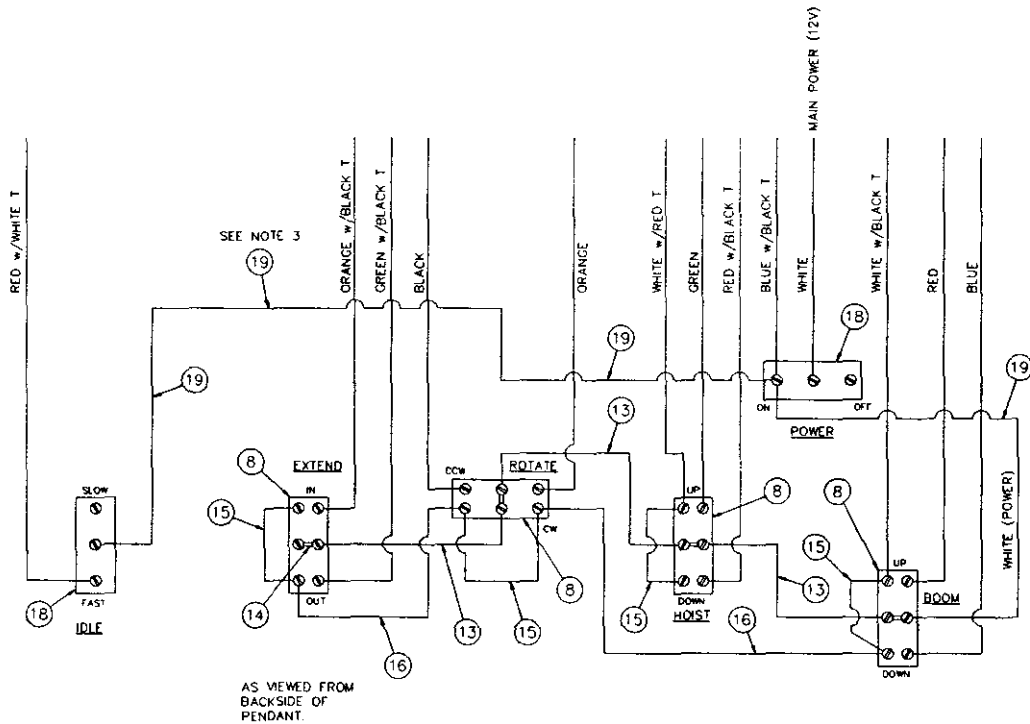 MAIN POWER (12V)
RED w/WHITE T
SEE NOTE 3
19
ORANGE w/BLACK T
GREEN w/BLACK T
BLACK
ORANGE
WHITE w/RED T
GREEN
RED w/BLACK T
BLUE w/BLACK T
WHITE
WHITE w/BLACK T
RED
BLUE
18
19
19
19
ON
OFF
POWER
13
8
EXTEND
IN
CCW
ROTATE
CW
15
SLOW
UP
8
8
UP
15
WHITE (POWER)
BOOM
FAST
18
IDLE
14
OUT
13
15
8
15
DOWN
HOIST
13
16
16
DOWN
AS VIEWED FROM
BACKSIDE OF
PENDANT.